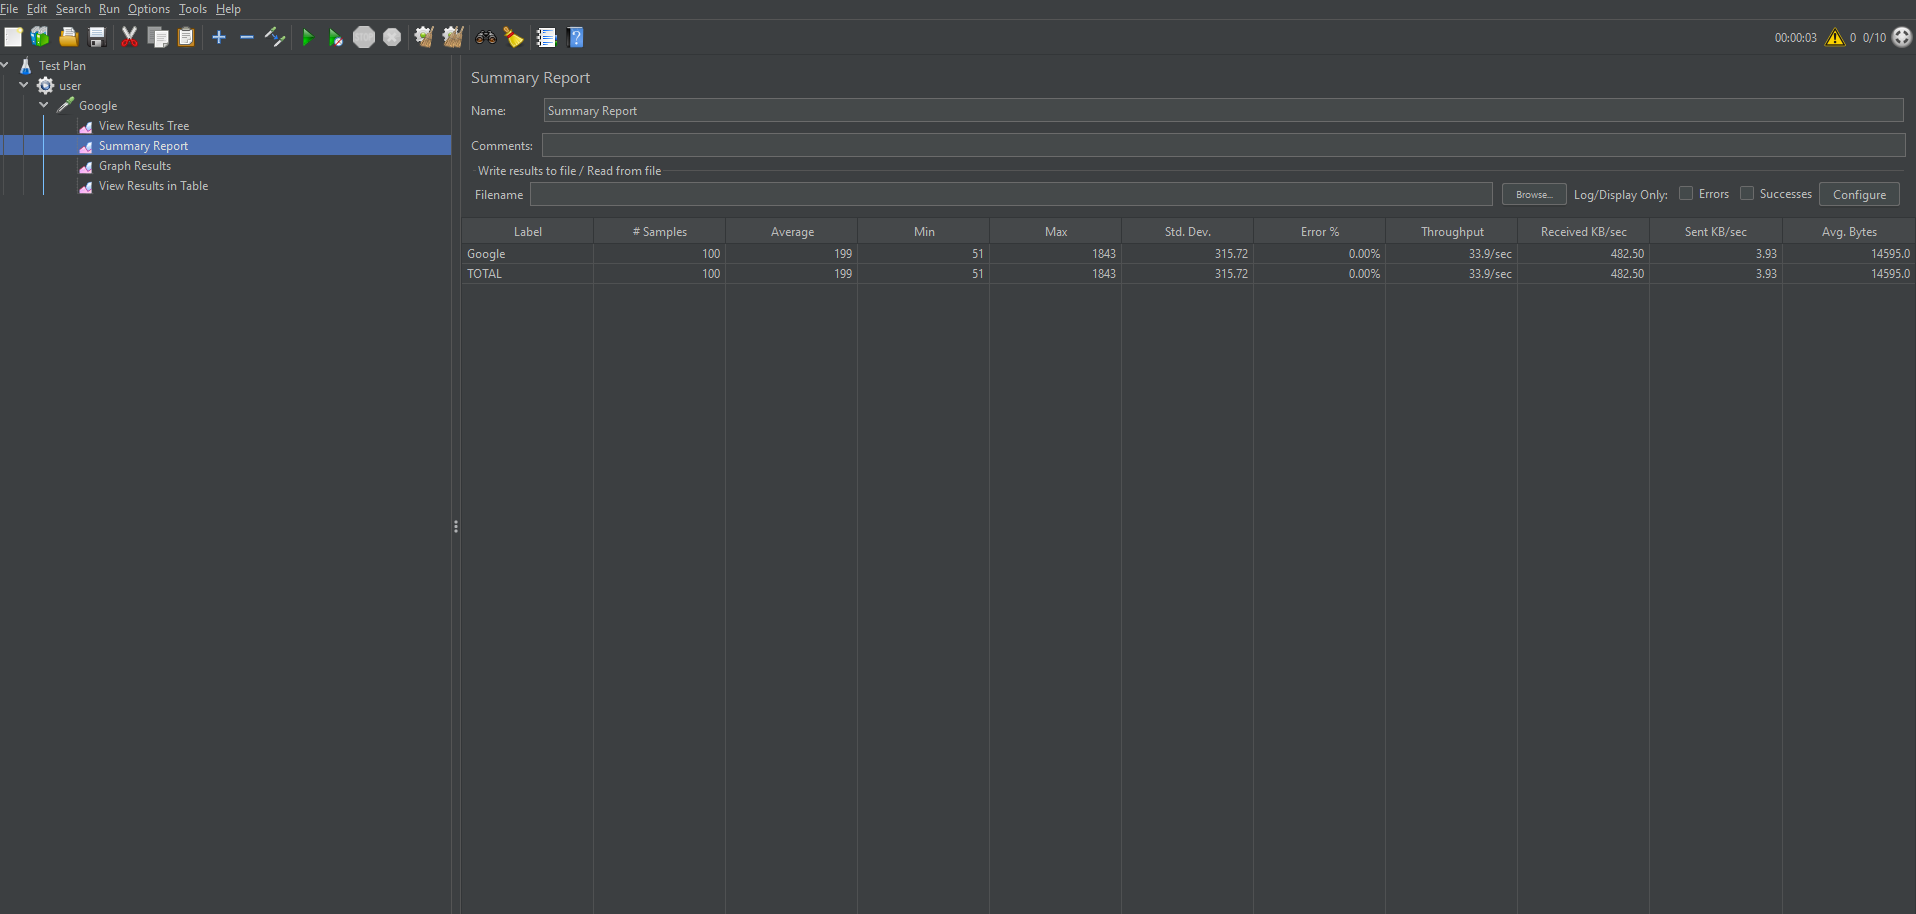 File Edit Search Run Options Tools Help
00:00:03 0 0/10
Test Plan
user
Google
View Results Tree
Summary Report
Graph Results
View Results in Table
Summary Report
Name: Summary Report
Comments:
Write results to file / Read from file
Filename Browse... Log/Display Only: Errors Successes Configure
Label # Samples Average Min Max Std. Dev. Error % Throughput Received KB/sec Sent KB/sec Avg. Bytes
Google 100 199 51 1843 315.72 0.00% 33.9/sec 482.50 3.93 14595.0
TOTAL 100 199 51 1843 315.72 0.00% 33.9/sec 482.50 3.93 14595.0